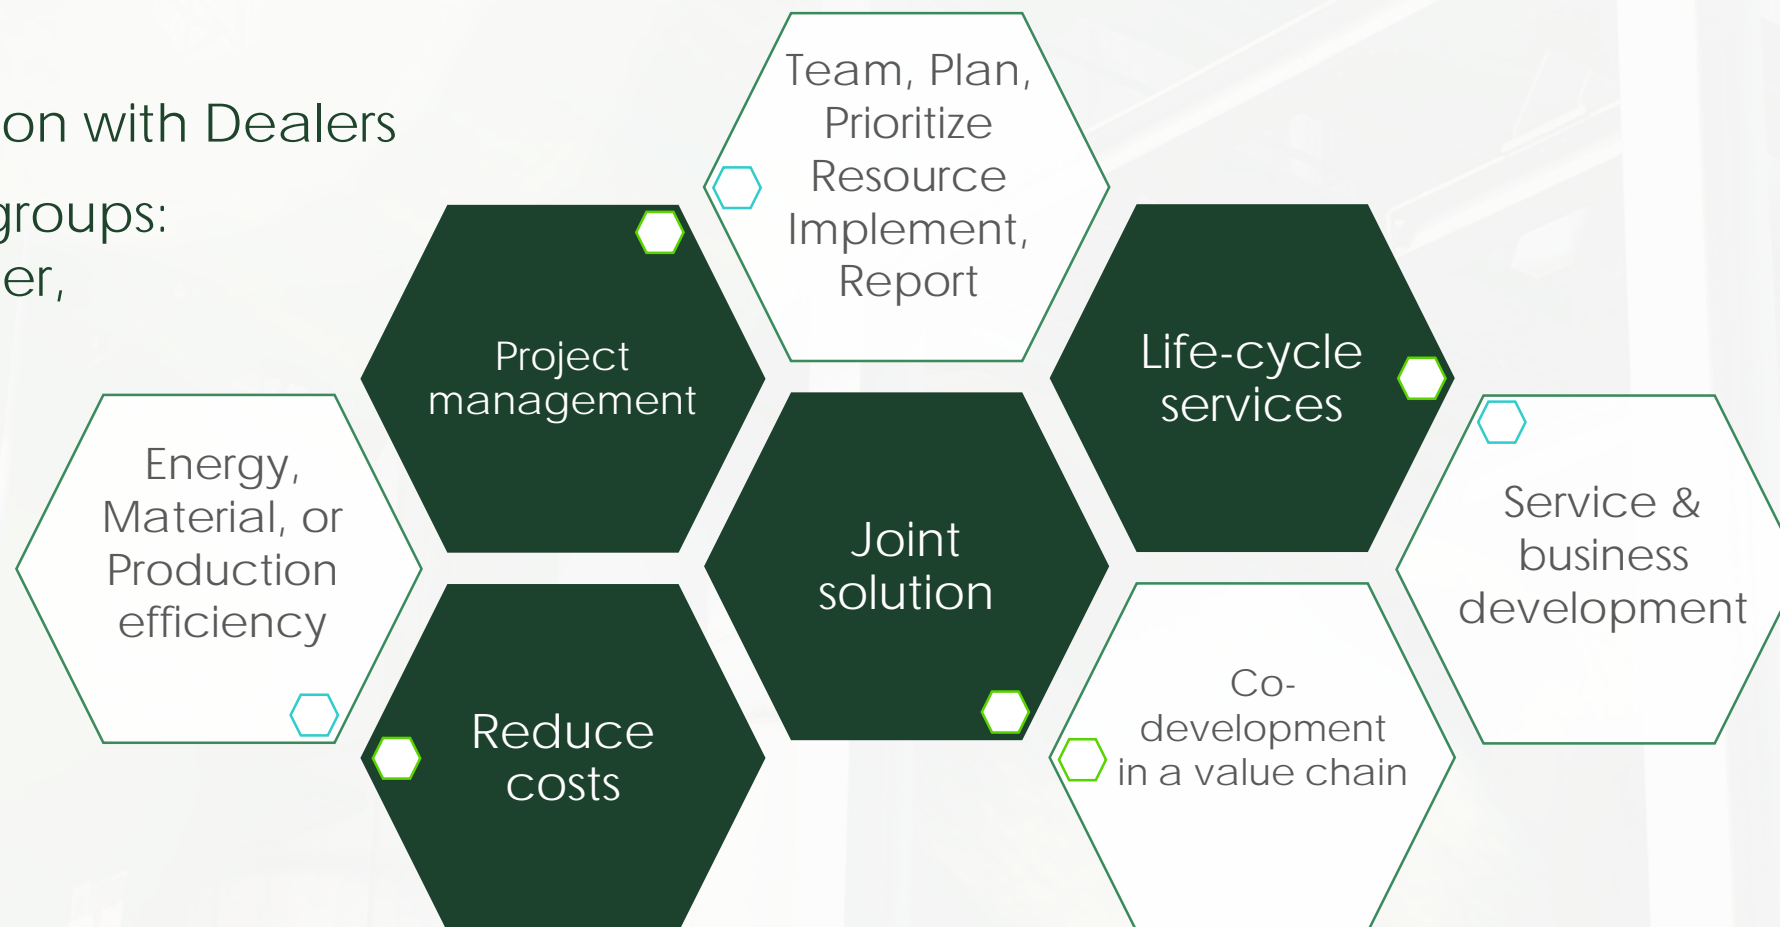 on with Dealers
groups:
er,
Team, Plan,
Prioritize
Resource
Implement,
Report
Project
management
Life-cycle
services
Energy,
Material, or
Production
efficiency
Joint
solution
Service &
business
development
Reduce
costs
Co-
development
in a value chain